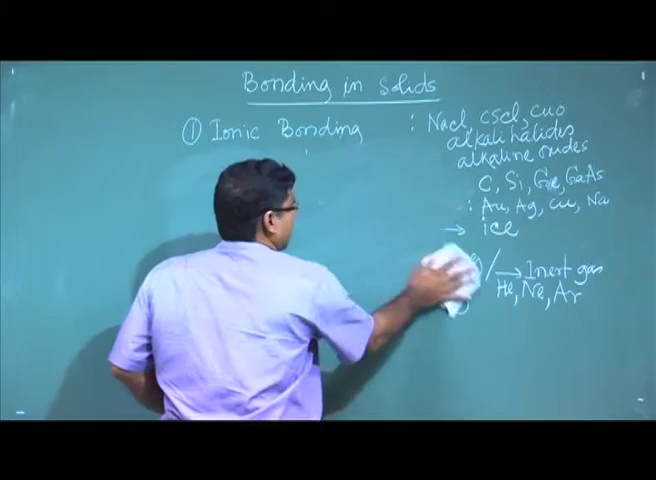 Bonding in solids
① Ionic Bonding : NaCl, CsCl, CuO
alkali halides
alkaline oxides
C, Si, Ge, GaAs
: Au, Ag, Cu, Na
→ ice
/ → Inert gas
He, Ne, Ar